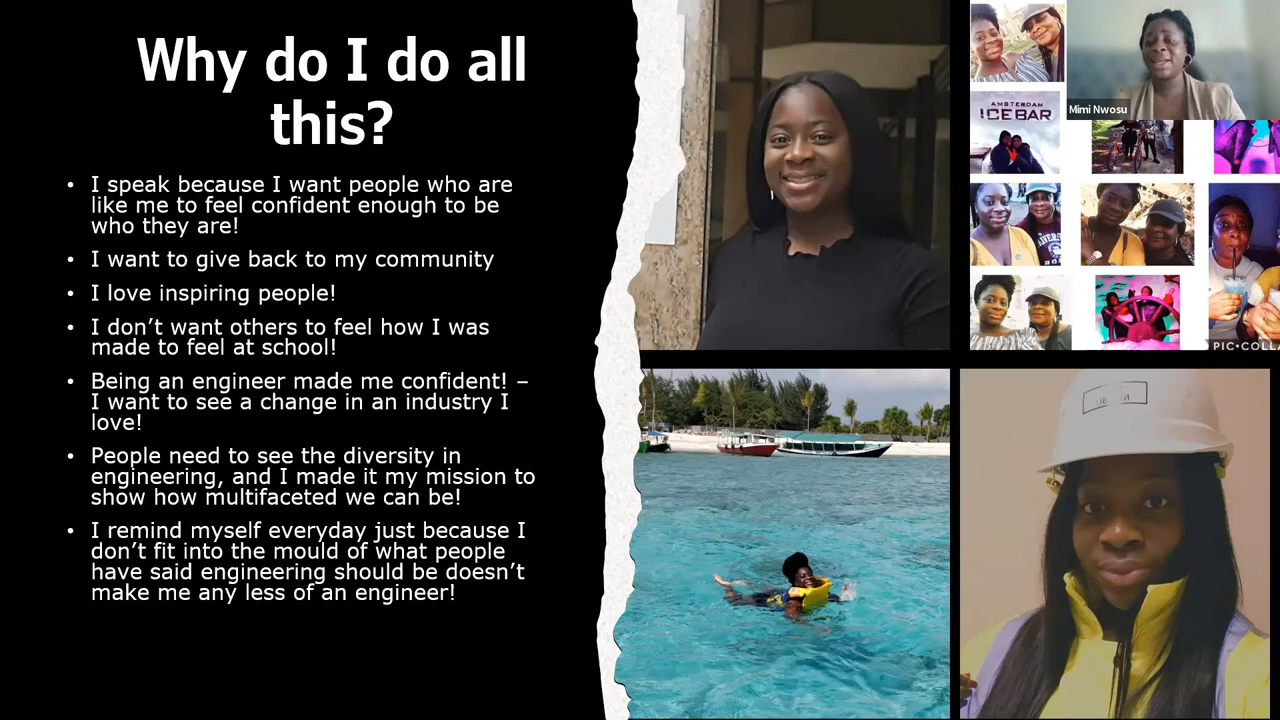 Why do I do all
this?
• I speak because I want people who are
like me to feel confident enough to be
who they are!
• I want to give back to my community
• I love inspiring people!
• I don’t want others to feel how I was
made to feel at school!
• Being an engineer made me confident! –
I want to see a change in an industry I
love!
• People need to see the diversity in
engineering, and I made it my mission to
show how multifaceted we can be!
• I remind myself everyday just because I
don’t fit into the mould of what people
have said engineering should be doesn’t
make me any less of an engineer!
Mimi Nwosu
AMSTERDAM
ICEBAR
PIC•COLLA